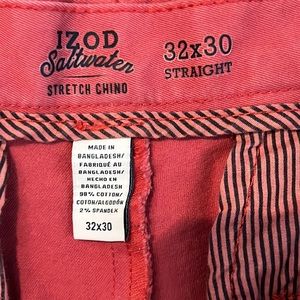 IZOD
Saltwater
STRETCH CHINO
32x30
STRAIGHT
MADE IN
BANGLADESH/
FABRIQUÉ AU
BANGLADESH/
HECHO EN
BANGLADESH
98% COTTON/
COTON/ALGODÓN
2% SPANDEX
32x30